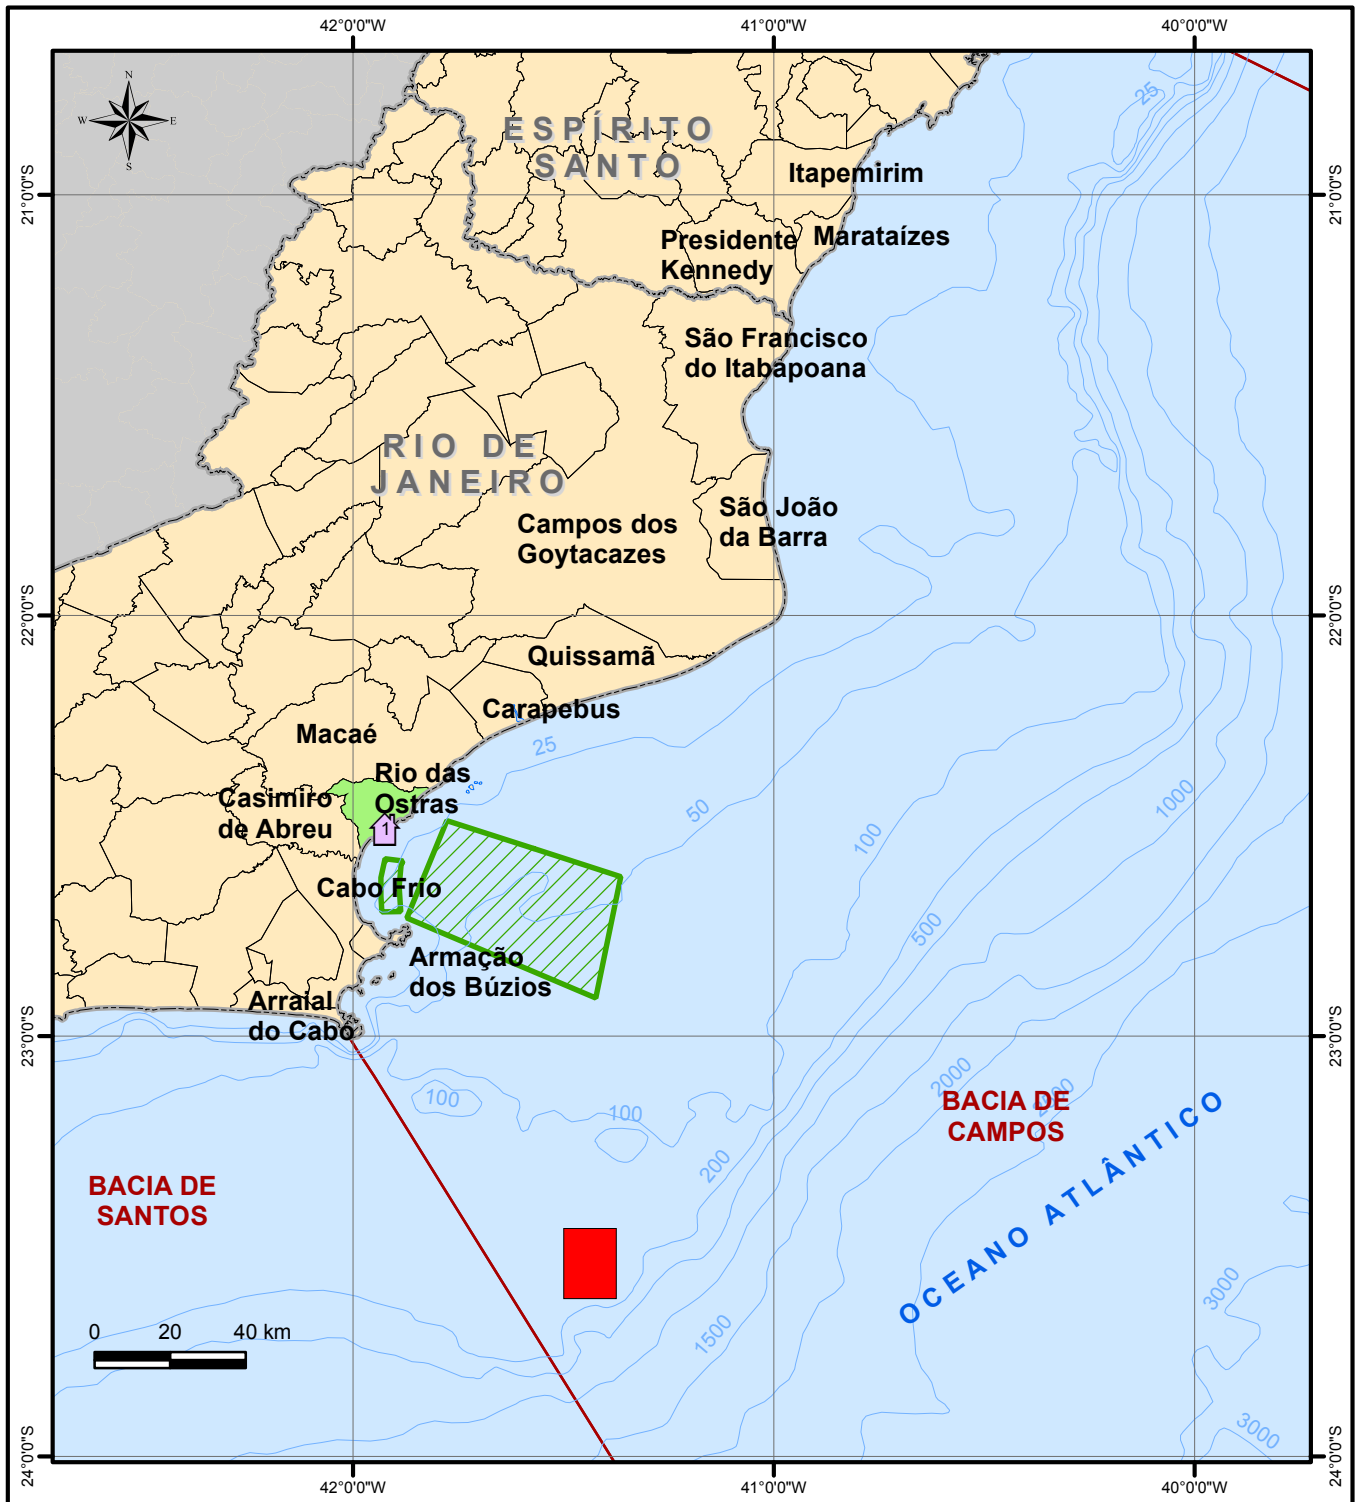 42°0'0"W
41°0'0"W
40°0'0"W
N
W
E
S
25
ESPÍRITO
SANTO
Itapemirim
21°0'0"S
21°0'0"S
Presidente
Kennedy
Marataízes
São Francisco
do Itabapoana
RIO DE
JANEIRO
São João
da Barra
Campos dos
Goytacazes
22°0'0"S
22°0'0"S
Quissamã
Carapebus
Macaé
25
Rio das
Ostras
Casimiro
de Abreu
1
50
100
1000
Cabo Frio
500
Armação
dos Búzios
Arraial
do Cabo
23°0'0"S
23°0'0"S
100
100
2000
BACIA DE
CAMPOS
200
BACIA DE
SANTOS
OCEANO ATLÂNTICO
3000
1500
0 20 40 km
3000
24°0'0"S
24°0'0"S
42°0'0"W
41°0'0"W
40°0'0"W